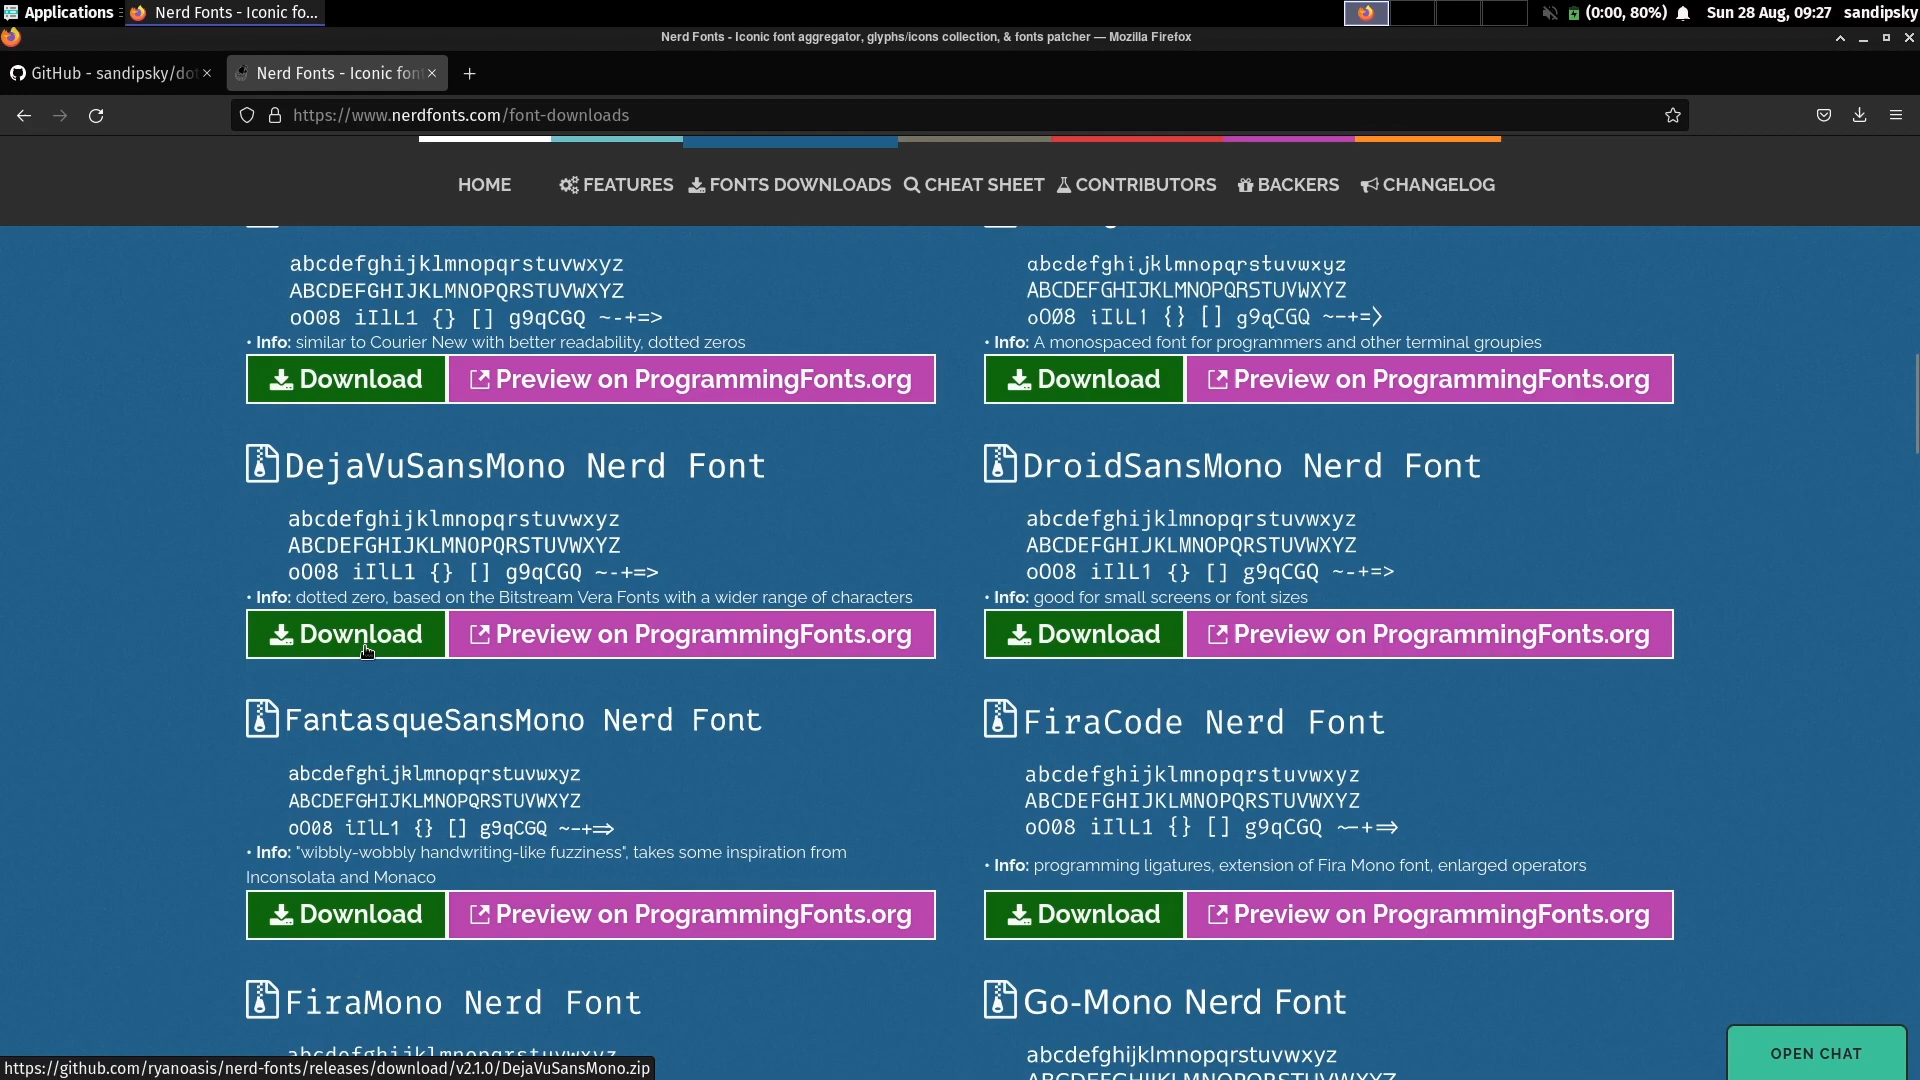 Applications
Nerd Fonts - Iconic fo...
(0:00, 80%)
Sun 28 Aug, 09:27
sandipsky
Nerd Fonts - Iconic font aggregator, glyphs/icons collection, & fonts patcher — Mozilla Firefox
GitHub - sandipsky/do
Nerd Fonts - Iconic fon
https://www.nerdfonts.com/font-downloads
HOME
FEATURES
FONTS DOWNLOADS
CHEAT SHEET
CONTRIBUTORS
BACKERS
CHANGELOG
abcdefghijklmnopqrstuvwxyz
ABCDEFGHIJKLMNOPQRSTUVWXYZ
oO08 iIlL1 {} [] g9qCGQ ~-+=>
• Info: similar to Courier New with better readability, dotted zeros
Download
Preview on ProgrammingFonts.org
abcdefghijklmnopqrstuvwxyz
ABCDEFGHIJKLMNOPQRSTUVWXYZ
oO08 iIlL1 {} [] g9qCGQ ~-+=>
• Info: A monospaced font for programmers and other terminal groupies
Download
Preview on ProgrammingFonts.org
DejaVuSansMono Nerd Font
abcdefghijklmnopqrstuvwxyz
ABCDEFGHIJKLMNOPQRSTUVWXYZ
oO08 iIlL1 {} [] g9qCGQ ~-+=>
• Info: dotted zero, based on the Bitstream Vera Fonts with a wider range of characters
Download
Preview on ProgrammingFonts.org
DroidSansMono Nerd Font
abcdefghijklmnopqrstuvwxyz
ABCDEFGHIJKLMNOPQRSTUVWXYZ
oO08 iIlL1 {} [] g9qCGQ ~-+=>
• Info: good for small screens or font sizes
Download
Preview on ProgrammingFonts.org
FantasqueSansMono Nerd Font
abcdefghijklmnopqrstuvwxyz
ABCDEFGHIJKLMNOPQRSTUVWXYZ
oO08 iIlL1 {} [] g9qCGQ ~-+=>
• Info: "wibbly-wobbly handwriting-like fuzziness", takes some inspiration from
Inconsolata and Monaco
Download
Preview on ProgrammingFonts.org
FiraCode Nerd Font
abcdefghijklmnopqrstuvwxyz
ABCDEFGHIJKLMNOPQRSTUVWXYZ
oO08 iIlL1 {} [] g9qCGQ ~-+=>
• Info: programming ligatures, extension of Fira Mono font, enlarged operators
Download
Preview on ProgrammingFonts.org
FiraMono Nerd Font
Go-Mono Nerd Font
abcdefghijklmnopqrstuvwxyz
OPEN CHAT
https://github.com/ryanoasis/nerd-fonts/releases/download/v2.1.0/DejaVuSansMono.zip